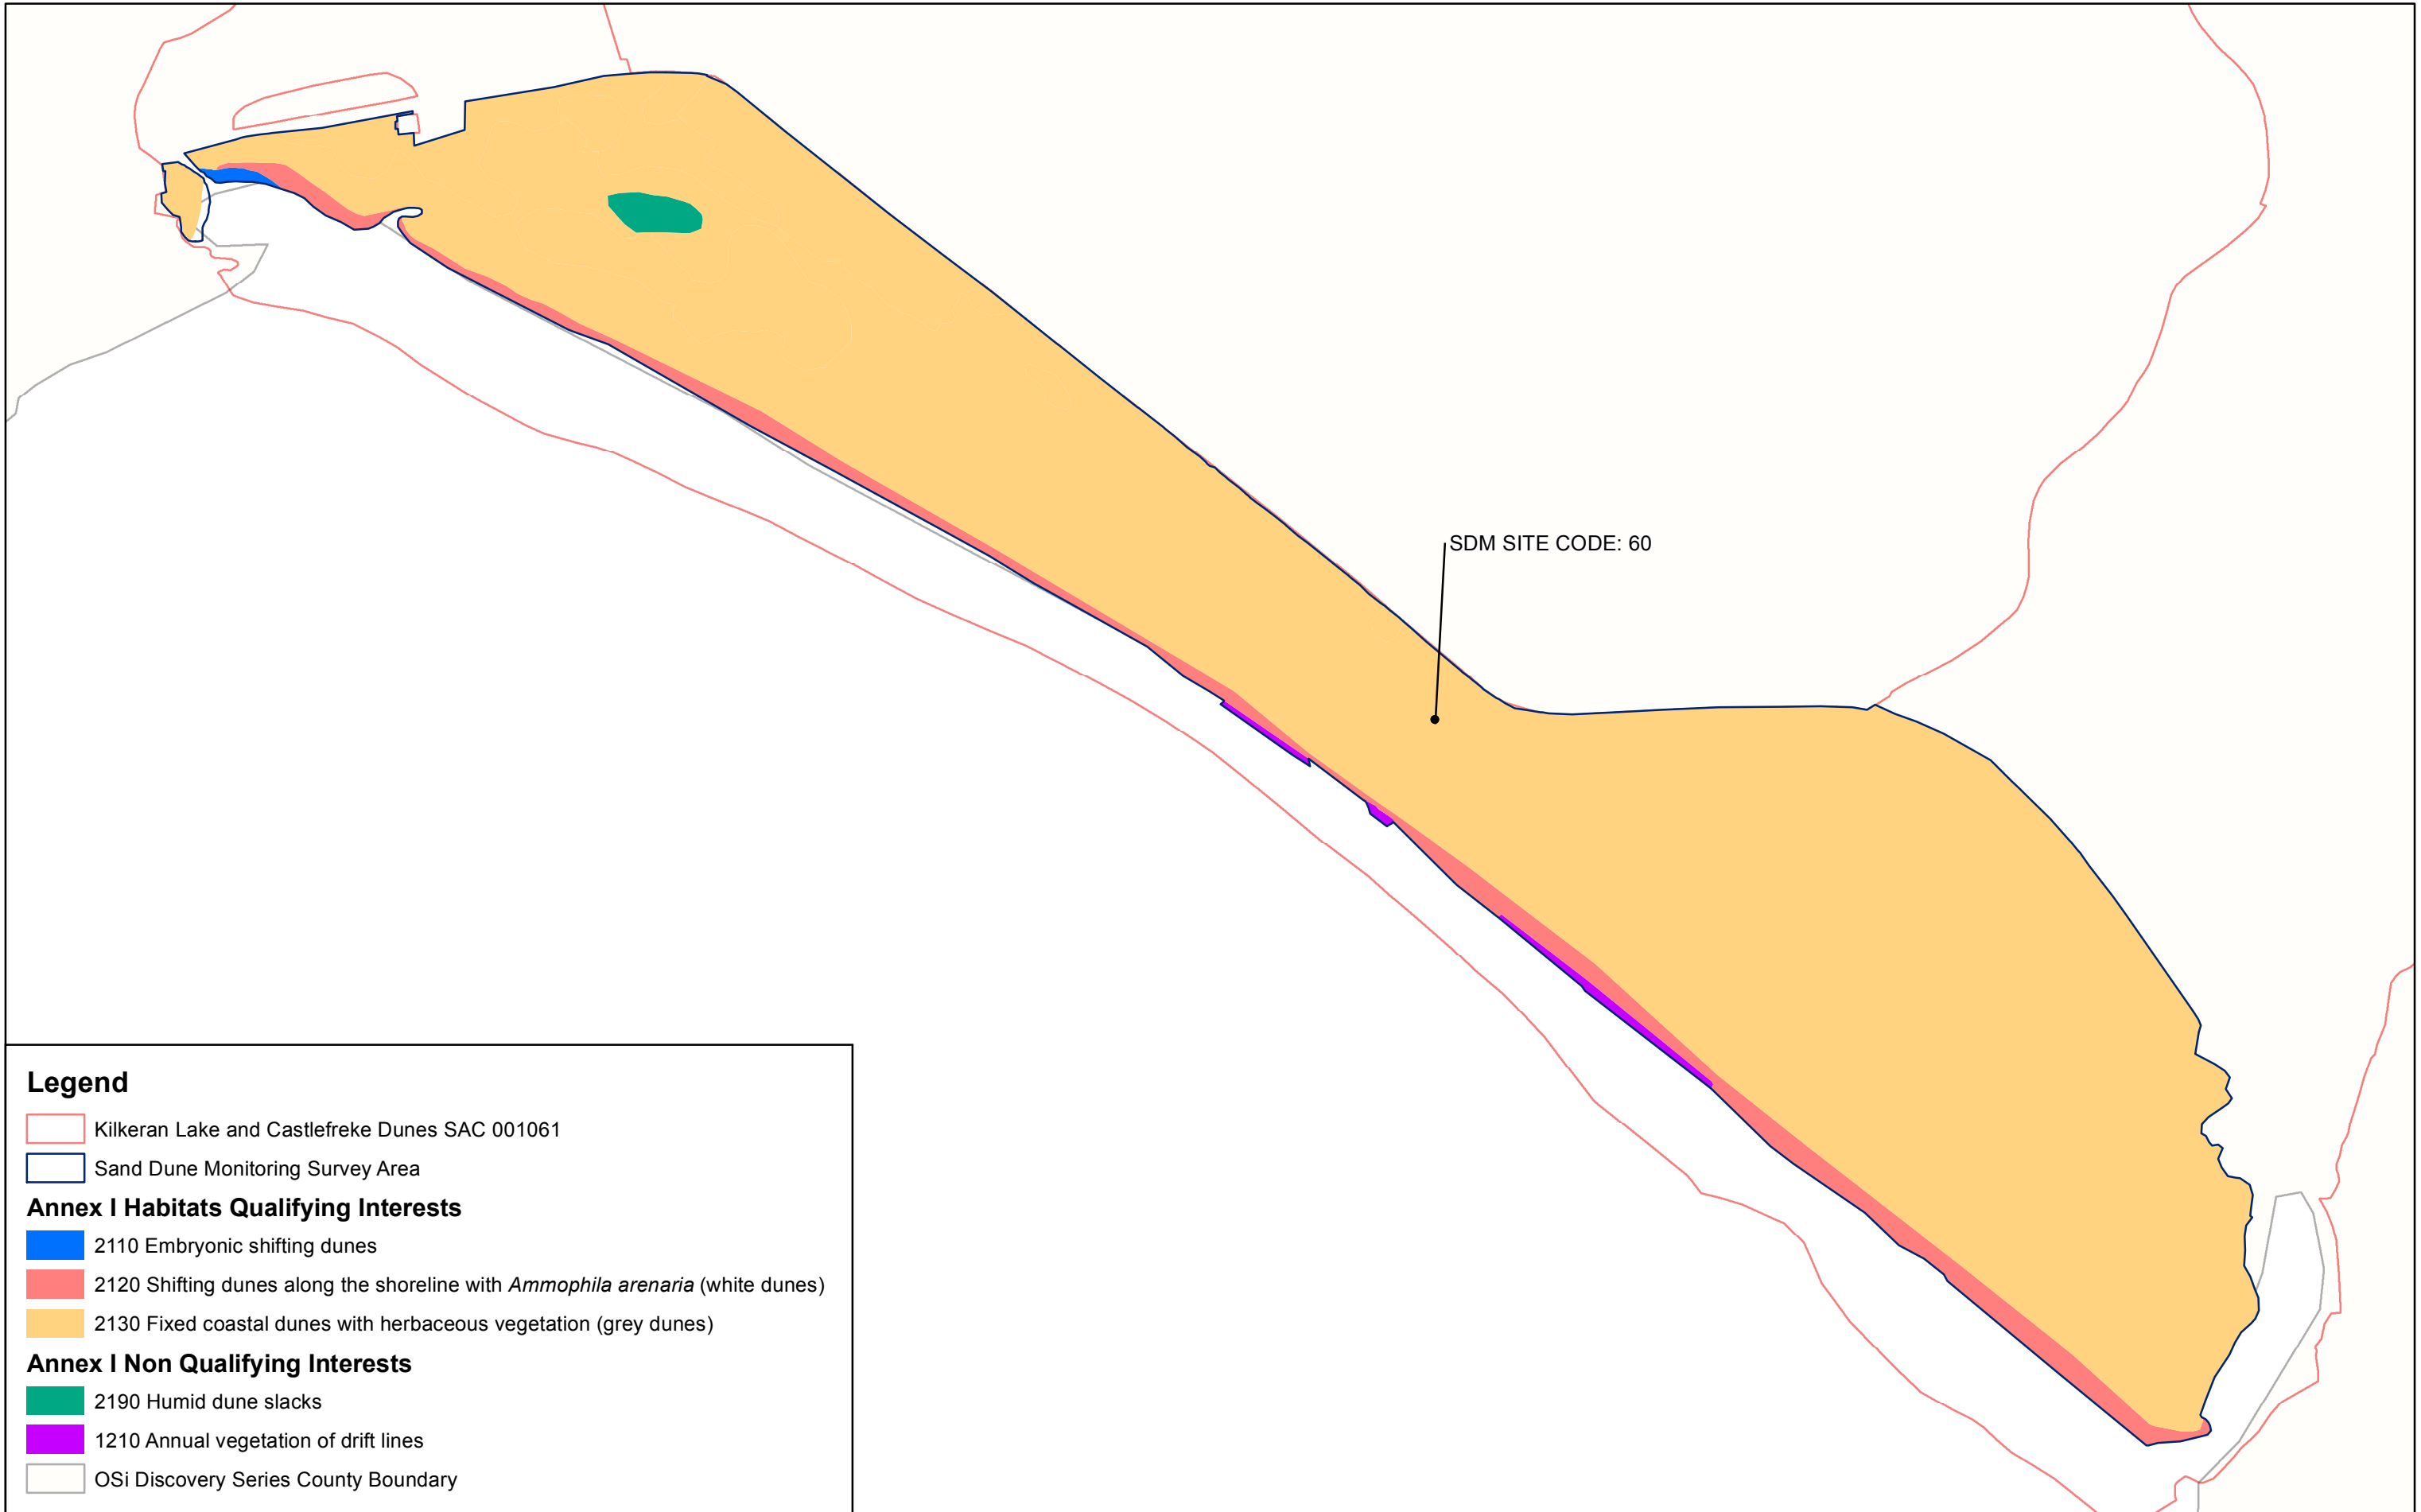 SDM SITE CODE: 60
Legend
Kilkeran Lake and Castlefreke Dunes SAC 001061
Sand Dune Monitoring Survey Area
Annex I Habitats Qualifying Interests
2110 Embryonic shifting dunes
2120 Shifting dunes along the shoreline with Ammophila arenaria (white dunes)
2130 Fixed coastal dunes with herbaceous vegetation (grey dunes)
Annex I Non Qualifying Interests
2190 Humid dune slacks
1210 Annual vegetation of drift lines
OSi Discovery Series County Boundary